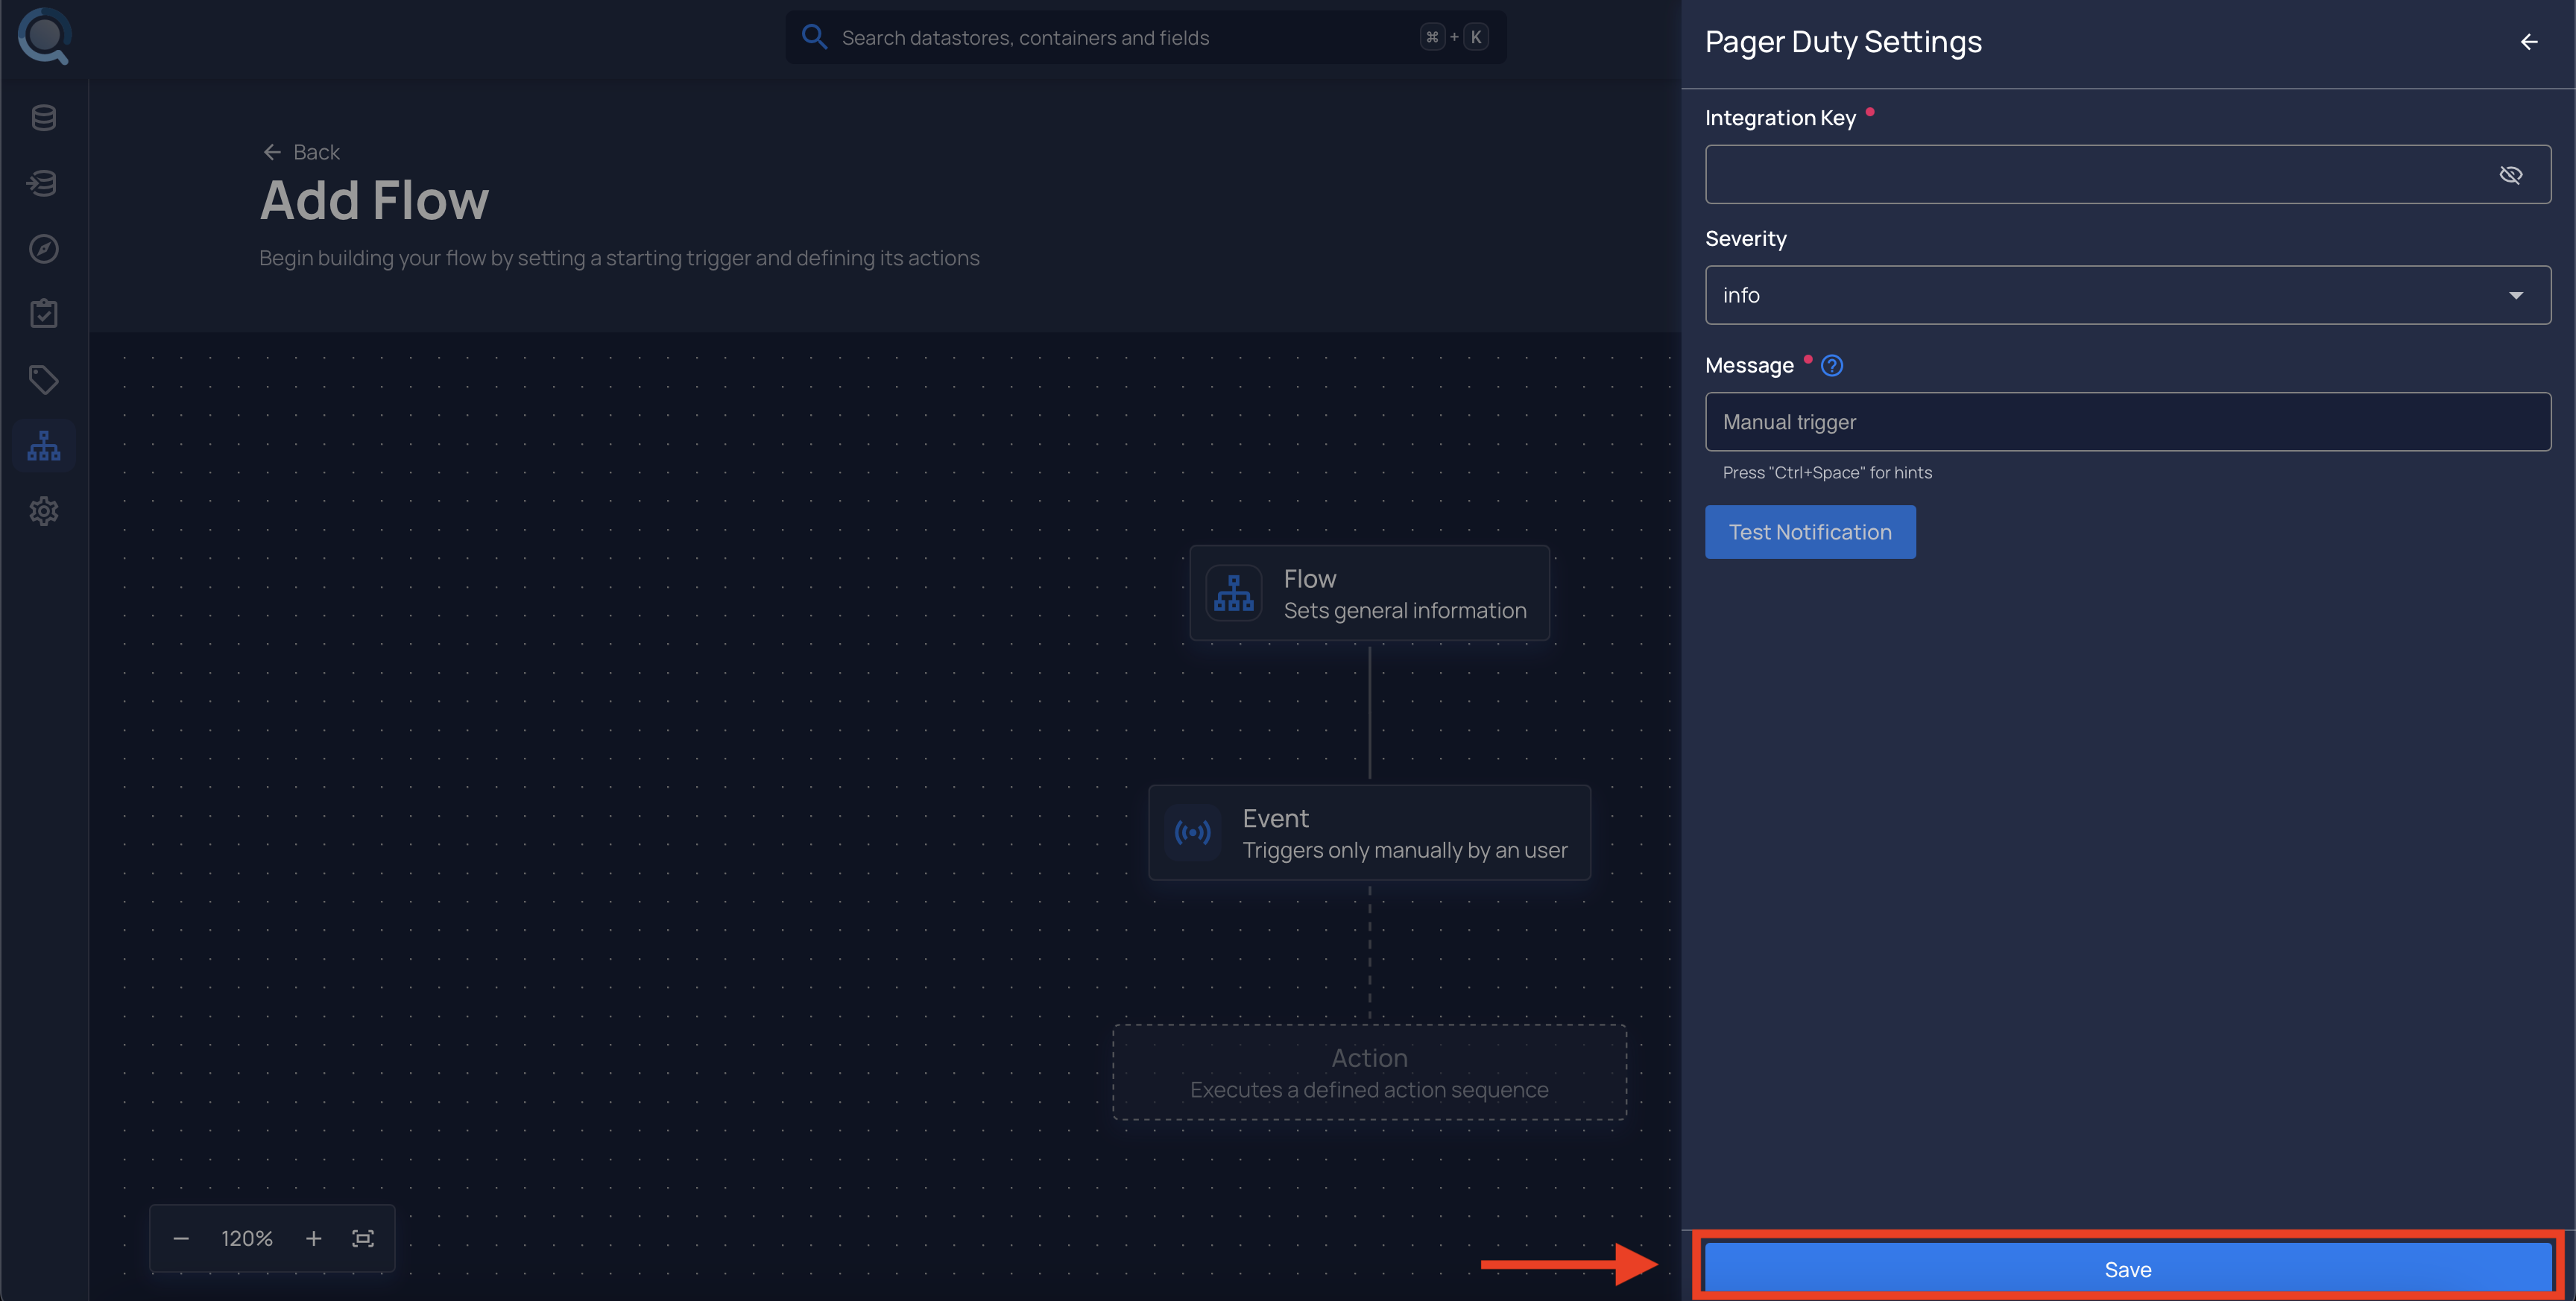 Search datastores, containers and fields
⌘ + K
Back
Add Flow
Begin building your flow by setting a starting trigger and defining its actions
Flow
Sets general information
Event
Triggers only manually by an user
Action
Executes a defined action sequence
120%
Pager Duty Settings
Integration Key
Severity
info
Message
Manual trigger
Press "Ctrl+Space" for hints
Test Notification
Save